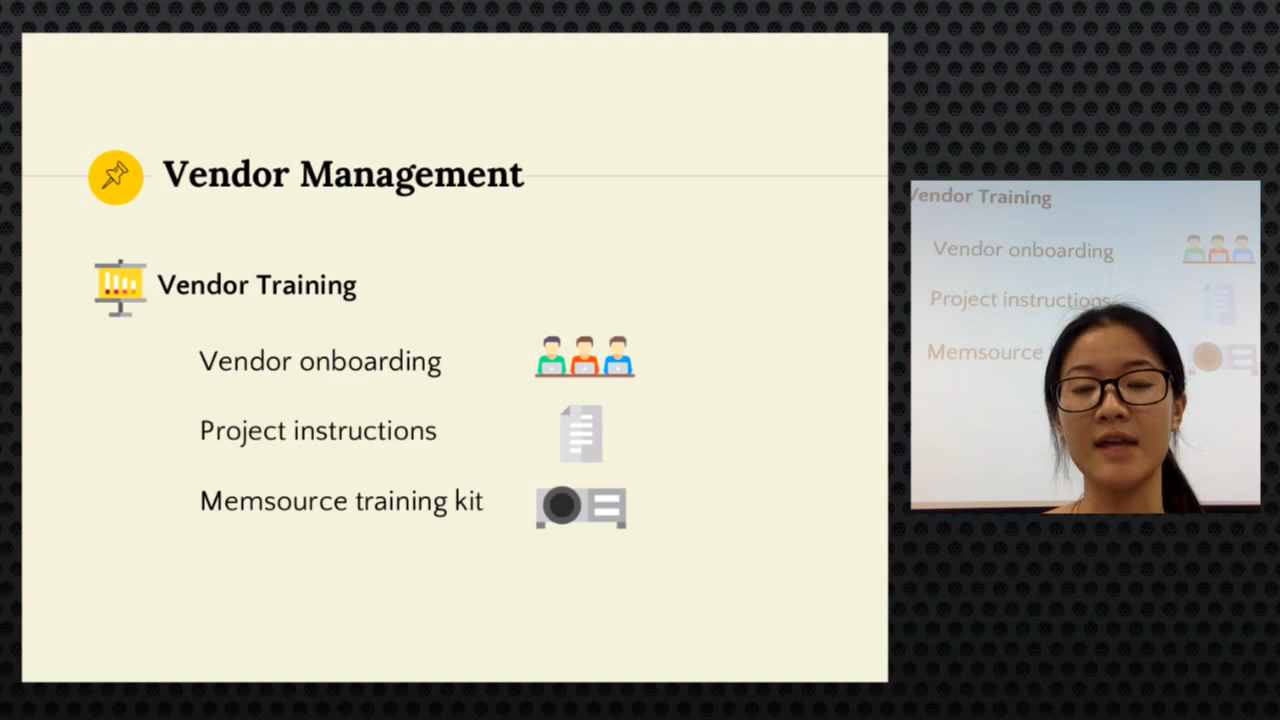 Vendor Management
Vendor Training
Vendor onboarding
Project instructions
Memsource training kit
Vendor Training
Vendor onboarding
Project instructions
Memsource